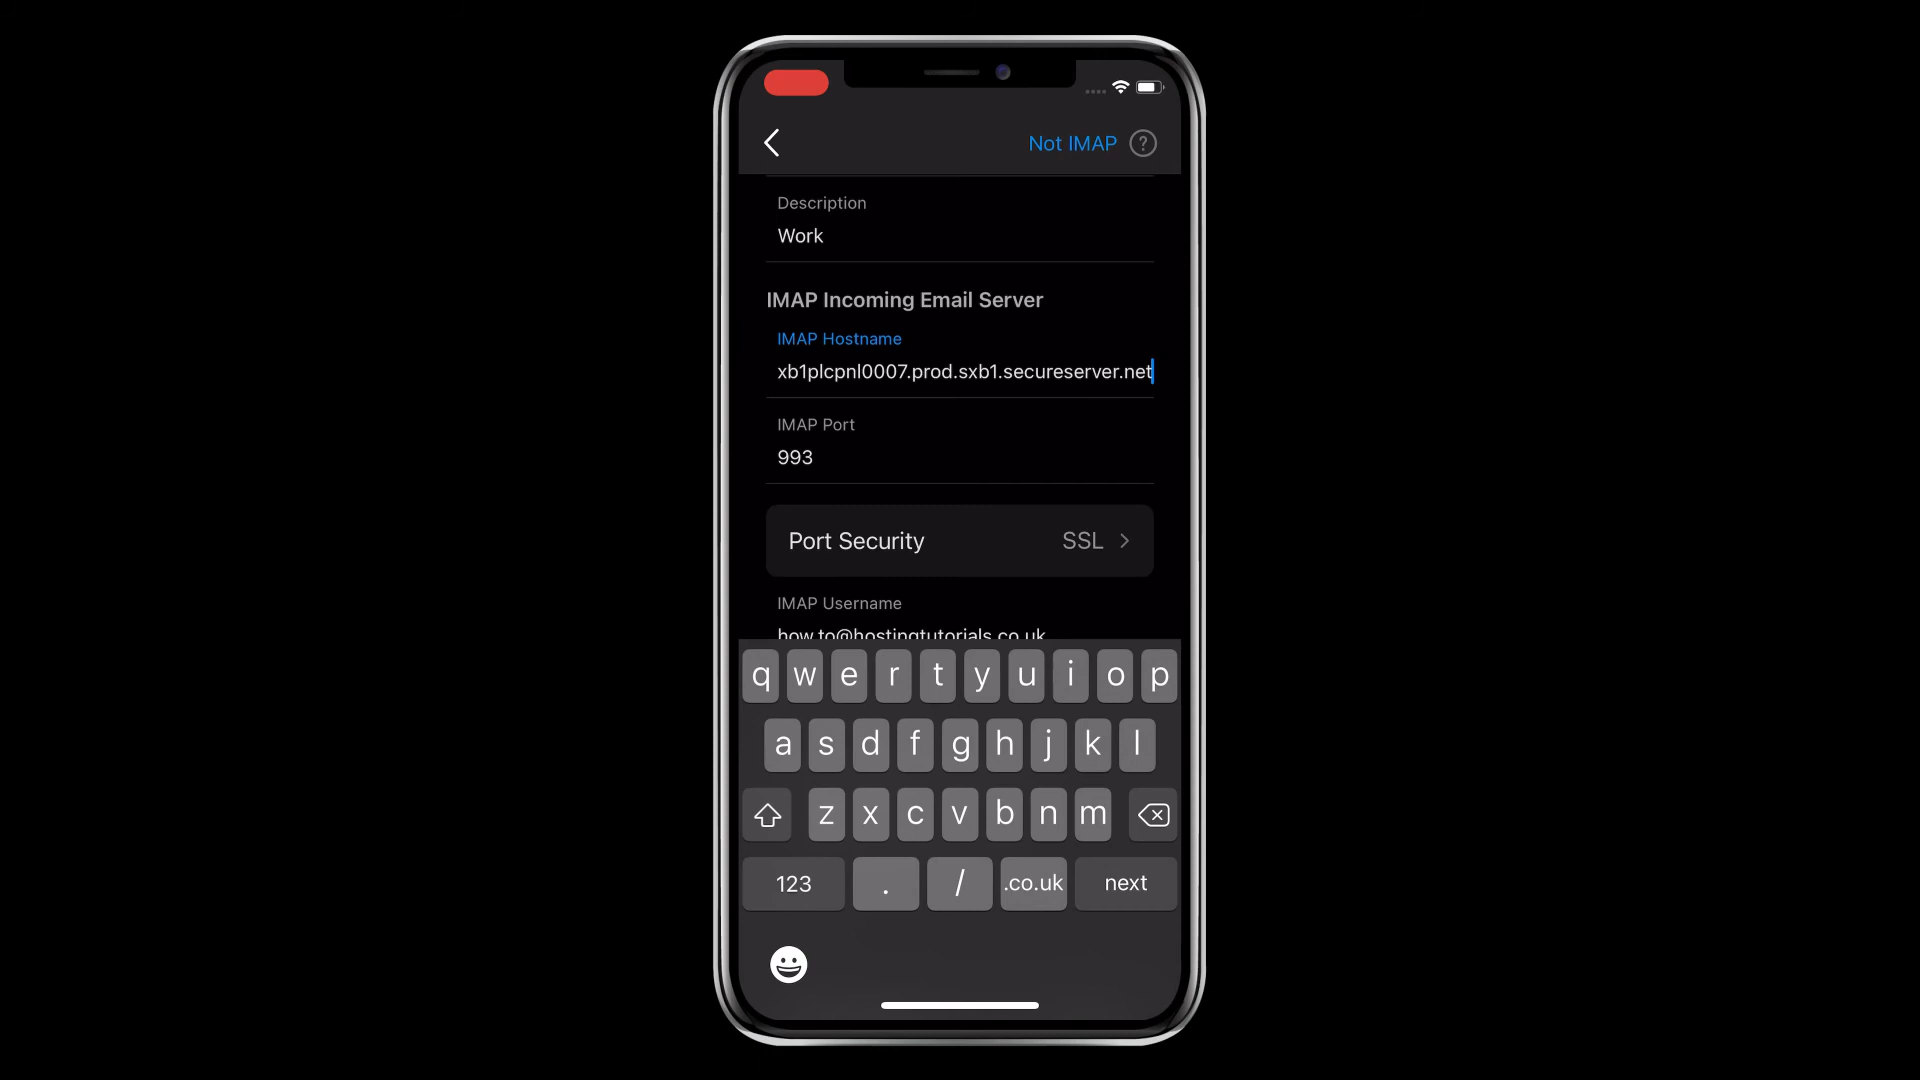 Not IMAP ?
Description
Work
IMAP Incoming Email Server
IMAP Hostname
xb1plcpnl0007.prod.sxb1.secureserver.net
IMAP Port
993
Port Security SSL
IMAP Username
how.to@hostingtutorials.co.uk
q w e r t y u i o p
a s d f g h j k l
z x c v b n m
123 . / .co.uk next